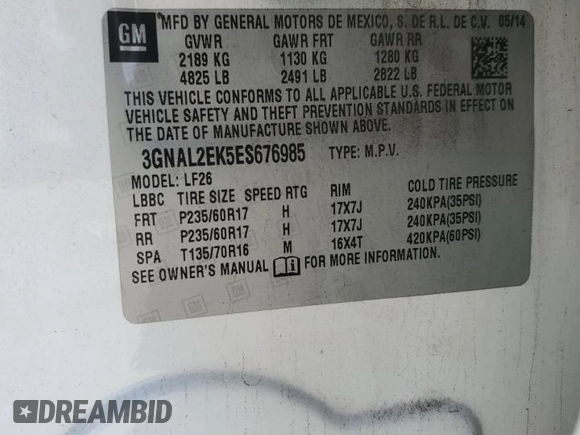 GM
MFD BY GENERAL MOTORS DE MEXICO, S. DE R.L. DE C.V. 05/14
GVWR GAWR FRT GAWR RR
2189 KG 1130 KG 1280 KG
4825 LB 2491 LB 2822 LB
THIS VEHICLE CONFORMS TO ALL APPLICABLE U.S. FEDERAL MOTOR
VEHICLE SAFETY AND THEFT PREVENTION STANDARDS IN EFFECT ON
THE DATE OF MANUFACTURE SHOWN ABOVE.
3GNAL2EK5ES676985 TYPE: M.P.V.
MODEL: LF26
LBBC TIRE SIZE SPEED RTG RIM COLD TIRE PRESSURE
FRT P235/60R17 H 17X7J 240KPA(35PSI)
RR P235/60R17 H 17X7J 240KPA(35PSI)
SPA T135/70R16 M 16X4T 420KPA(60PSI)
SEE OWNER'S MANUAL FOR MORE INFORMATION.
DREAMBID